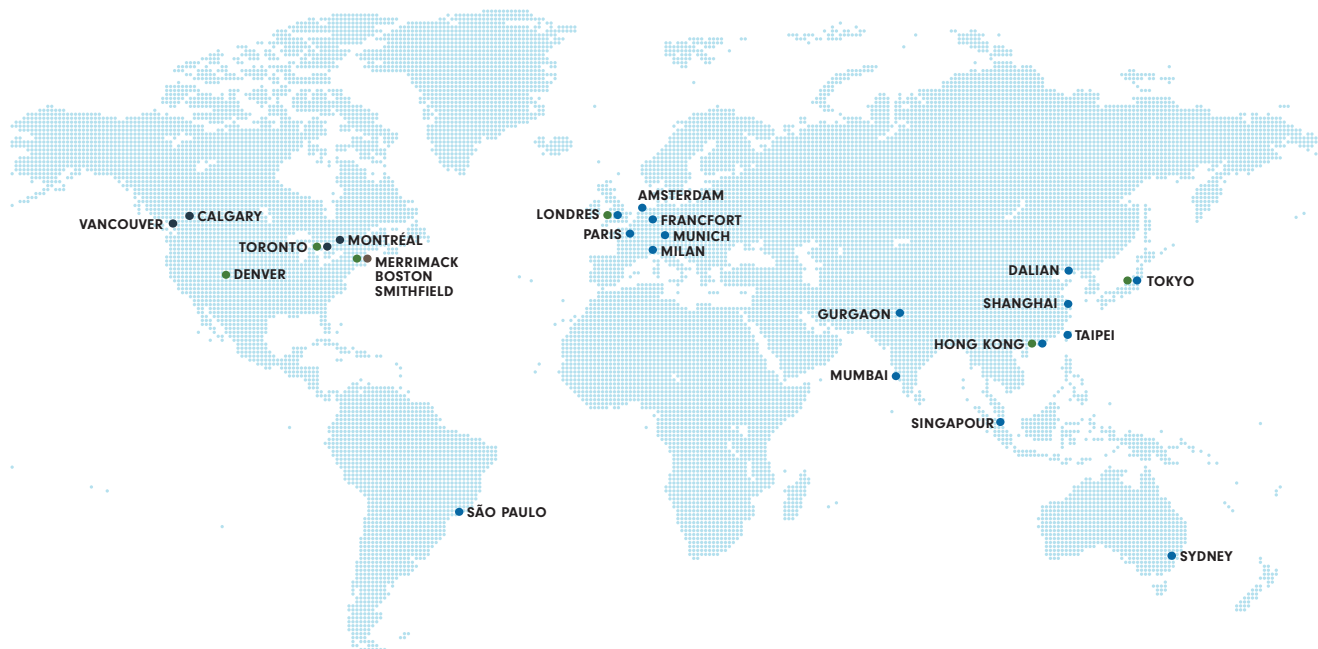 AMSTERDAM
LONDRES
FRANCFORT
CALGARY
VANCOUVER
PARIS
MUNICH
MONTRÉAL
TORONTO
MILAN
MERRIMACK
BOSTON
SMITHFIELD
DENVER
DALIAN
TOKYO
SHANGHAI
GURGAON
TAIPEI
HONG KONG
MUMBAI
SINGAPOUR
SÃO PAULO
SYDNEY